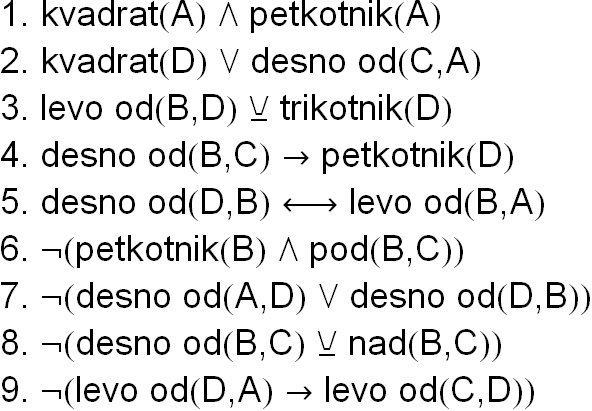 1. kvadrat(A) ∧ petkotnik(A)
2. kvadrat(D) ∨ desno od(C,A)
3. levo od(B,D) ⊻ trikotnik(D)
4. desno od(B,C) → petkotnik(D)
5. desno od(D,B) ⟷ levo od(B,A)
6. ¬(petkotnik(B) ∧ pod(B,C))
7. ¬(desno od(A,D) ∨ desno od(D,B))
8. ¬(desno od(B,C) ⊻ nad(B,C))
9. ¬(levo od(D,A) → levo od(C,D))